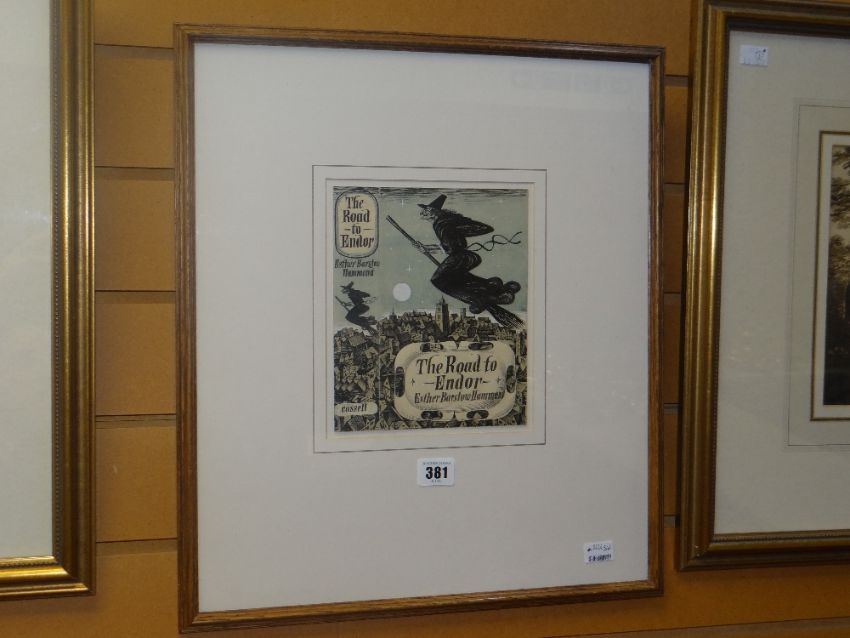 The
Road
to
Endor
Esther Barstow
Hammond
The Road to
Endor
Esther Barstow Hammond
cassell
381